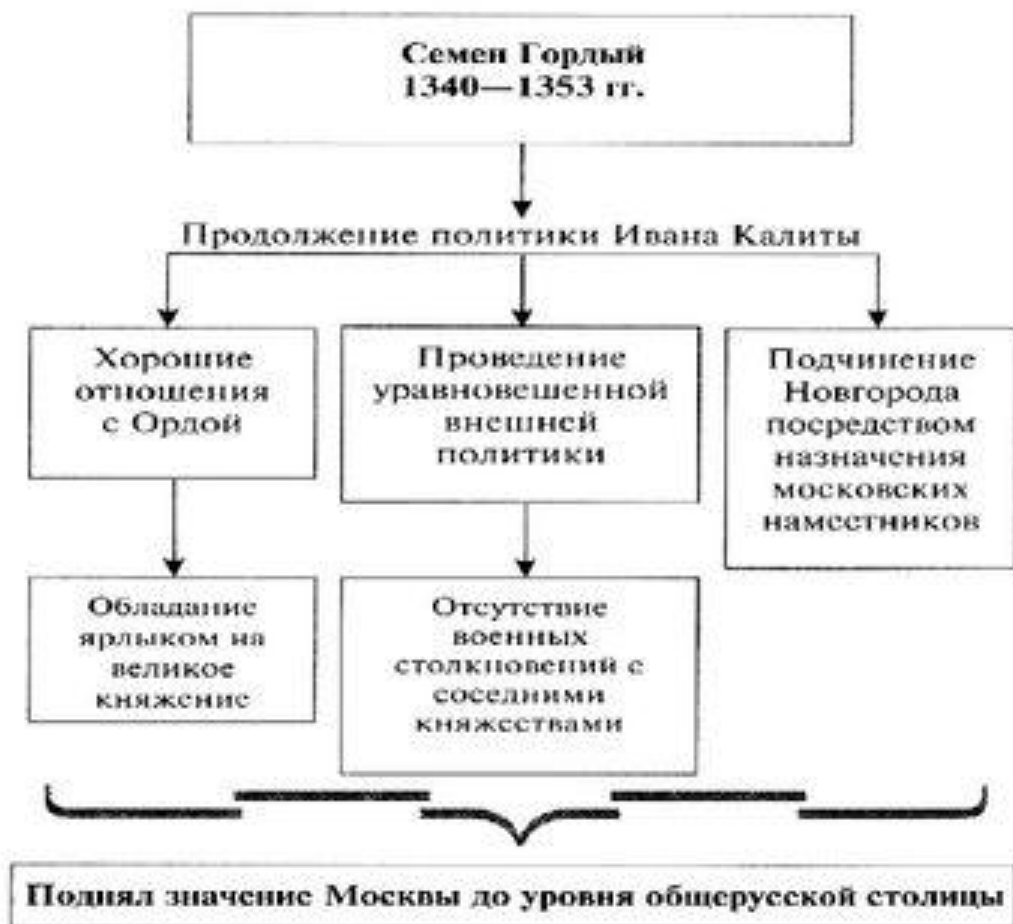 Семен Гордый
1340—1353 гг.
Продолжение политики Ивана Калиты
Хорошие
отношения
с Ордой
Проведение
уравновешенной
внешней
политики
Подчинение
Новгорода
посредством
назначения
московских
наместников
Обладание
ярлыком на
великое
княжение
Отсутствие
военных
столкновений с
соседними
княжествами
Поднял значение Москвы до уровня общерусской столицы